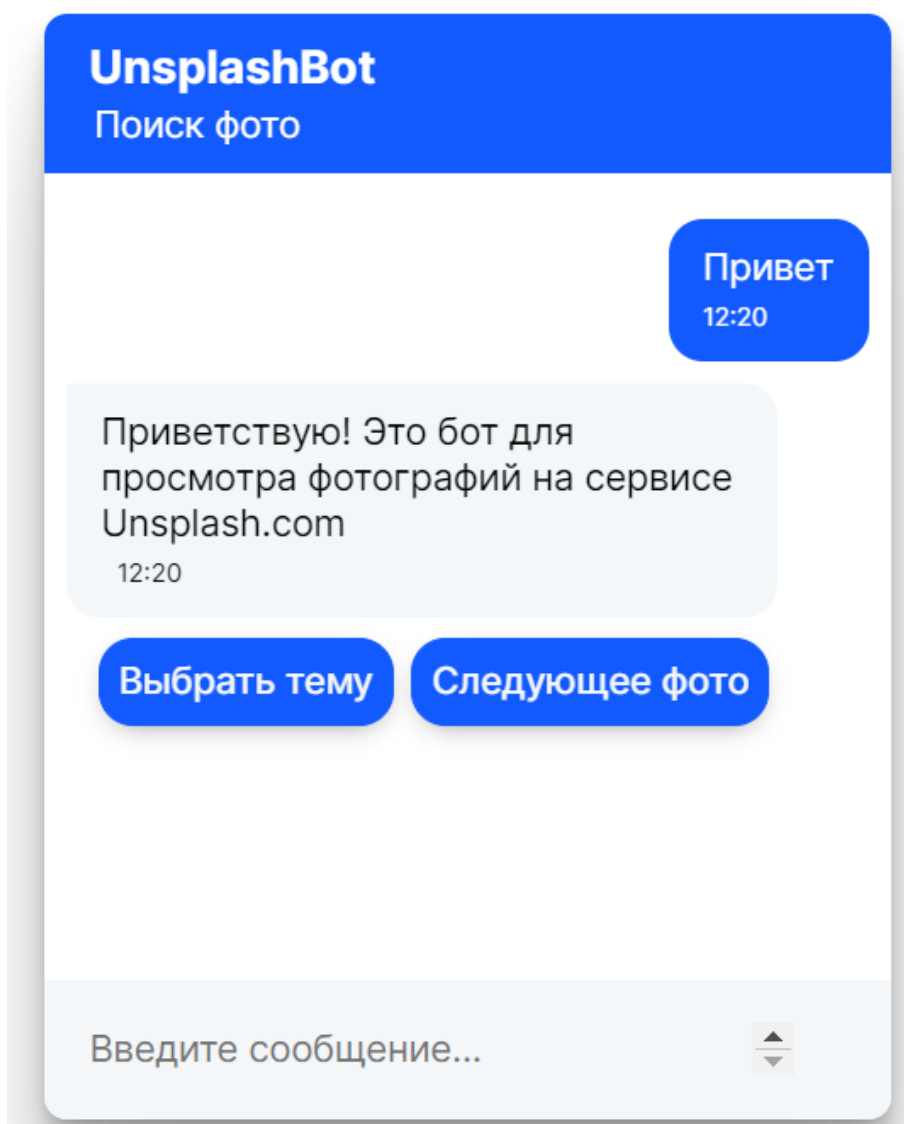 UnsplashBot
Поиск фото
Привет
12:20
Приветствую! Это бот для
просмотра фотографий на сервисе
Unsplash.com
12:20
Выбрать тему
Следующее фото
Введите сообщение...